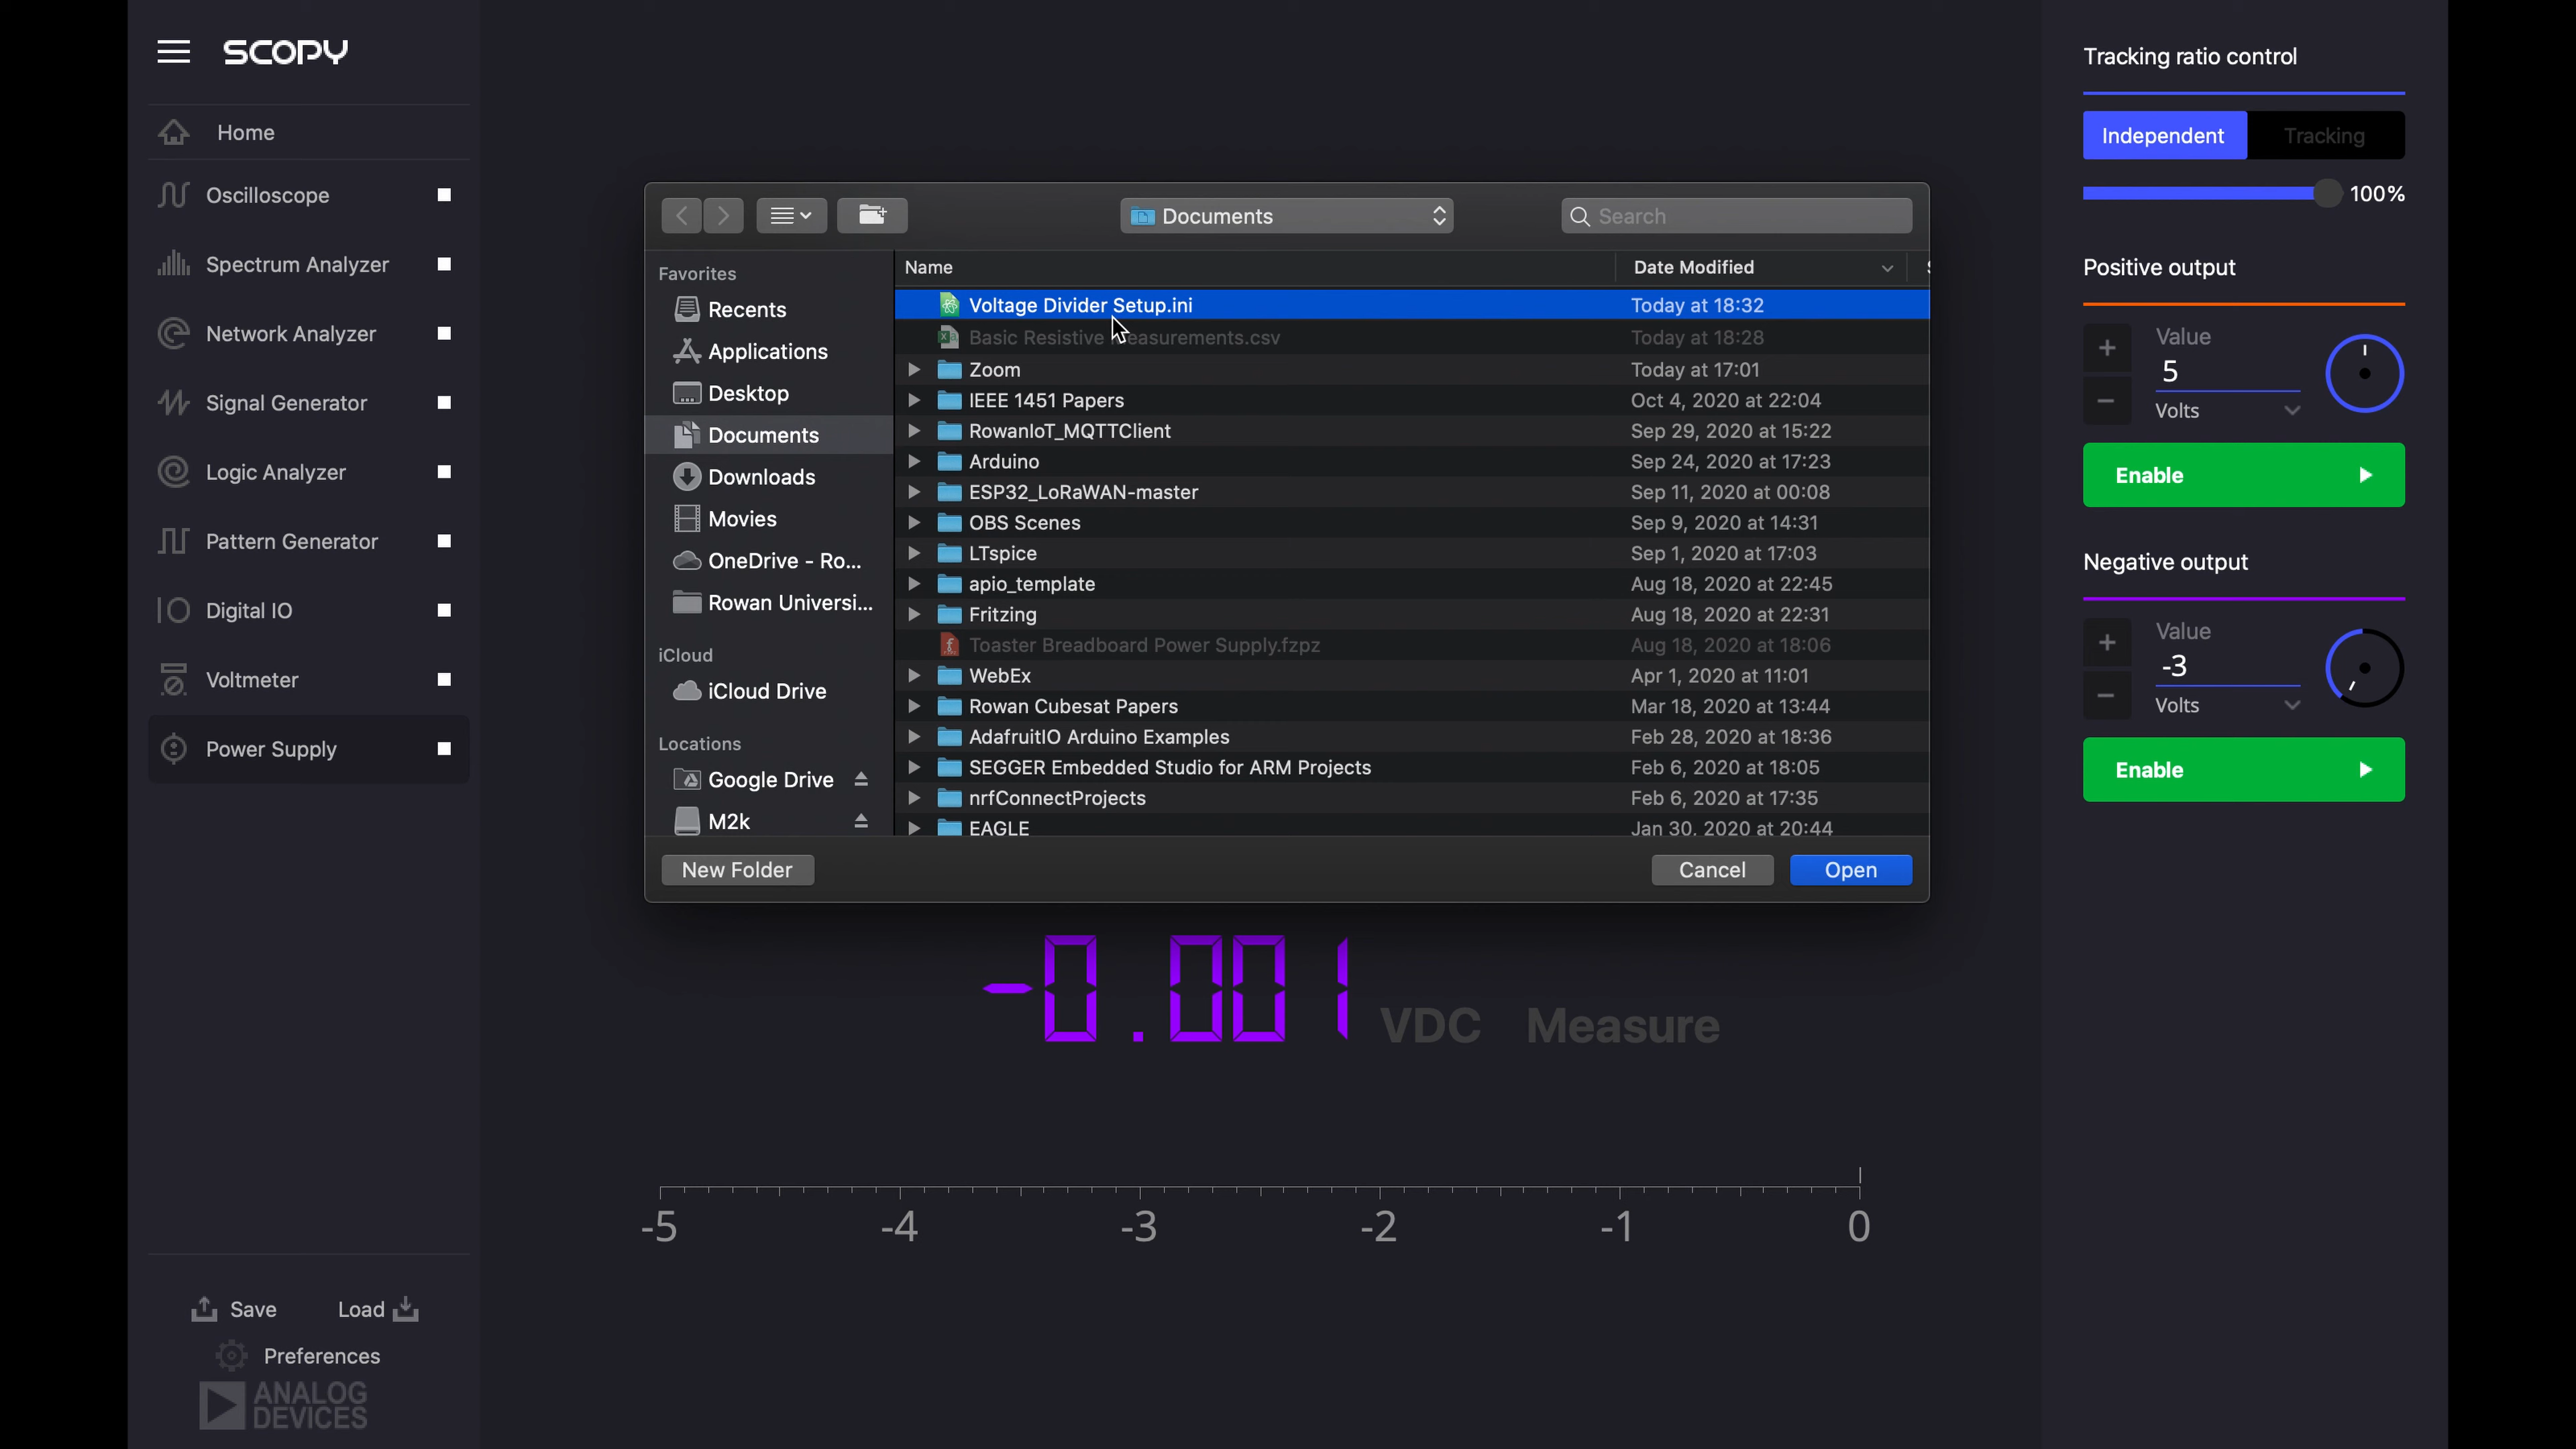 SCOPY
Home
Oscilloscope
Spectrum Analyzer
Network Analyzer
Signal Generator
Logic Analyzer
Pattern Generator
Digital IO
Voltmeter
Power Supply
Save
Load
Preferences
ANALOG
DEVICES
Documents
Search
Favorites
Recents
Applications
Desktop
Documents
Downloads
Movies
OneDrive - Ro...
Rowan Universi...
iCloud
iCloud Drive
Locations
Google Drive
M2k
Name Date Modified
Voltage Divider Setup.ini Today at 18:32
Basic Resistive Measurements.csv Today at 18:28
Zoom Today at 17:01
IEEE 1451 Papers Oct 4, 2020 at 22:04
RowanIoT_MQTTClient Sep 29, 2020 at 15:22
Arduino Sep 24, 2020 at 17:23
ESP32_LoRaWAN-master Sep 11, 2020 at 00:08
OBS Scenes Sep 9, 2020 at 14:31
LTspice Sep 1, 2020 at 17:03
apio_template Aug 18, 2020 at 22:45
Fritzing Aug 18, 2020 at 22:31
Toaster Breadboard Power Supply.fzpz Aug 18, 2020 at 18:06
WebEx Apr 1, 2020 at 11:01
Rowan Cubesat Papers Mar 18, 2020 at 13:44
AdafruitIO Arduino Examples Feb 28, 2020 at 18:36
SEGGER Embedded Studio for ARM Projects Feb 6, 2020 at 18:05
nrfConnectProjects Feb 6, 2020 at 17:35
EAGLE Jan 30, 2020 at 20:44
New Folder
Cancel
Open
-0.001 VDC Measure
-5 -4 -3 -2 -1 0
Tracking ratio control
Independent Tracking
100%
Positive output
Value
5
Volts
Enable
Negative output
Value
-3
Volts
Enable